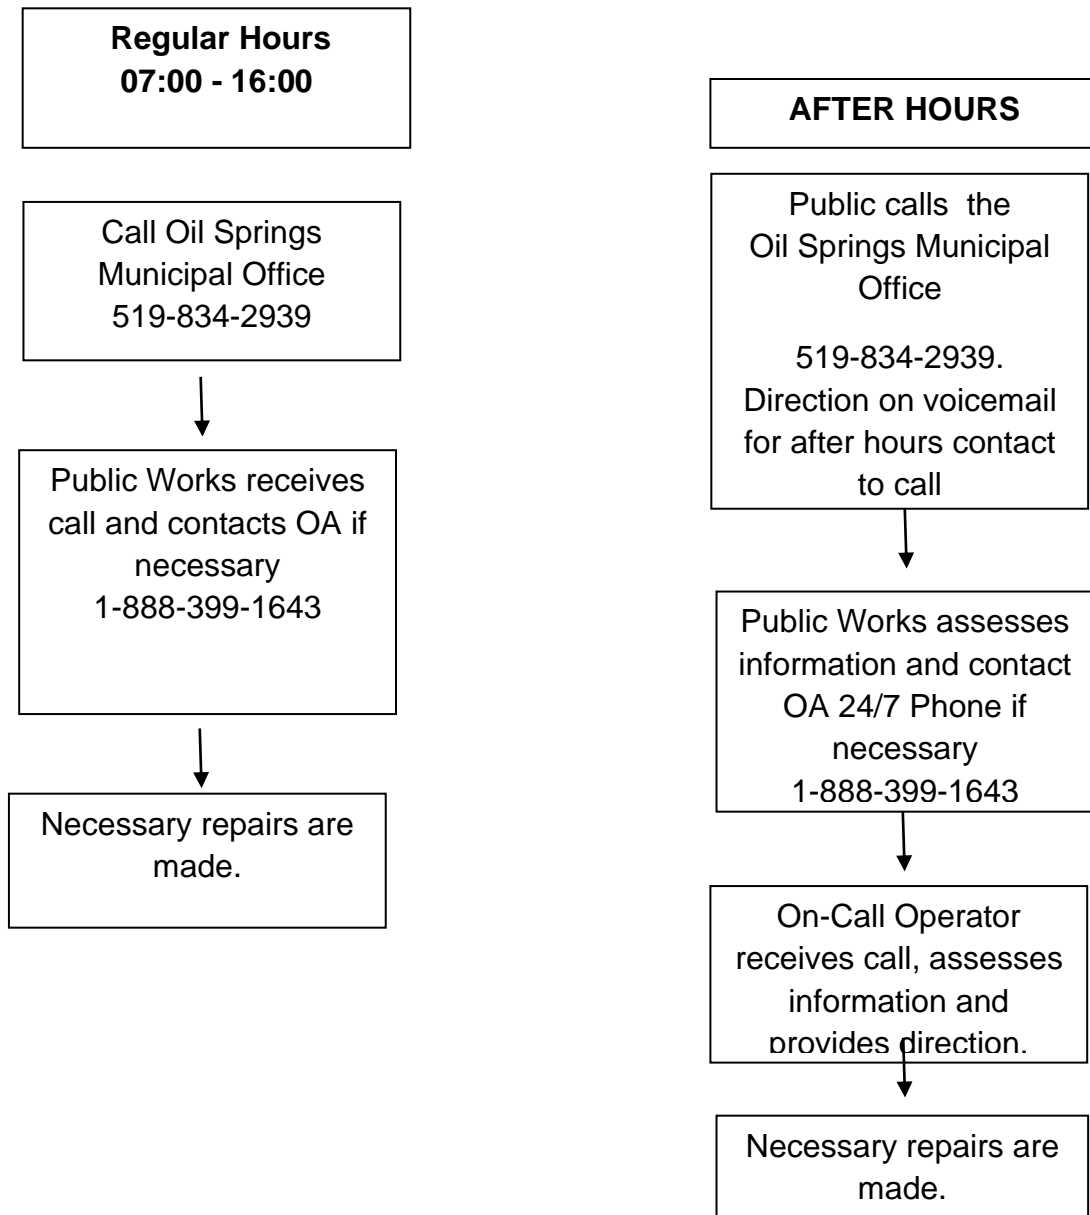 Regular Hours
07:00 - 16:00
Call Oil Springs
Municipal Office
519-834-2939
Public Works receives
call and contacts OA if
necessary
1-888-399-1643
Necessary repairs are
made.
AFTER HOURS
Public calls the
Oil Springs Municipal
Office
519-834-2939.
Direction on voicemail
for after hours contact
to call
Public Works assesses
information and contact
OA 24/7 Phone if
necessary
1-888-399-1643
On-Call Operator
receives call, assesses
information and
provides direction.
Necessary repairs are
made.